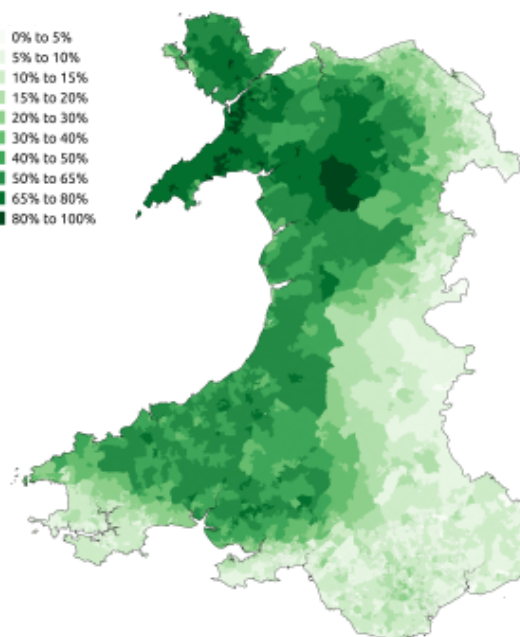 0% to 5%
5% to 10%
10% to 15%
15% to 20%
20% to 30%
30% to 40%
40% to 50%
50% to 65%
65% to 80%
80% to 100%